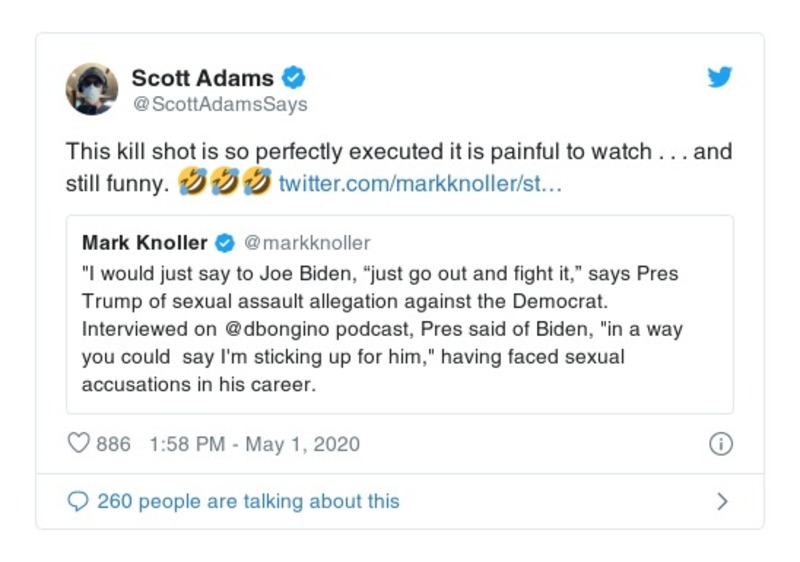 Scott Adams
@ScottAdamsSays
This kill shot is so perfectly executed it is painful to watch . . . and
still funny. 🤣🤣🤣 twitter.com/markknoller/st…
Mark Knoller @markknoller
"I would just say to Joe Biden, “just go out and fight it,” says Pres
Trump of sexual assault allegation against the Democrat.
Interviewed on @dbongino podcast, Pres said of Biden, "in a way
you could  say I'm sticking up for him," having faced sexual
accusations in his career.
886 1:58 PM - May 1, 2020
260 people are talking about this